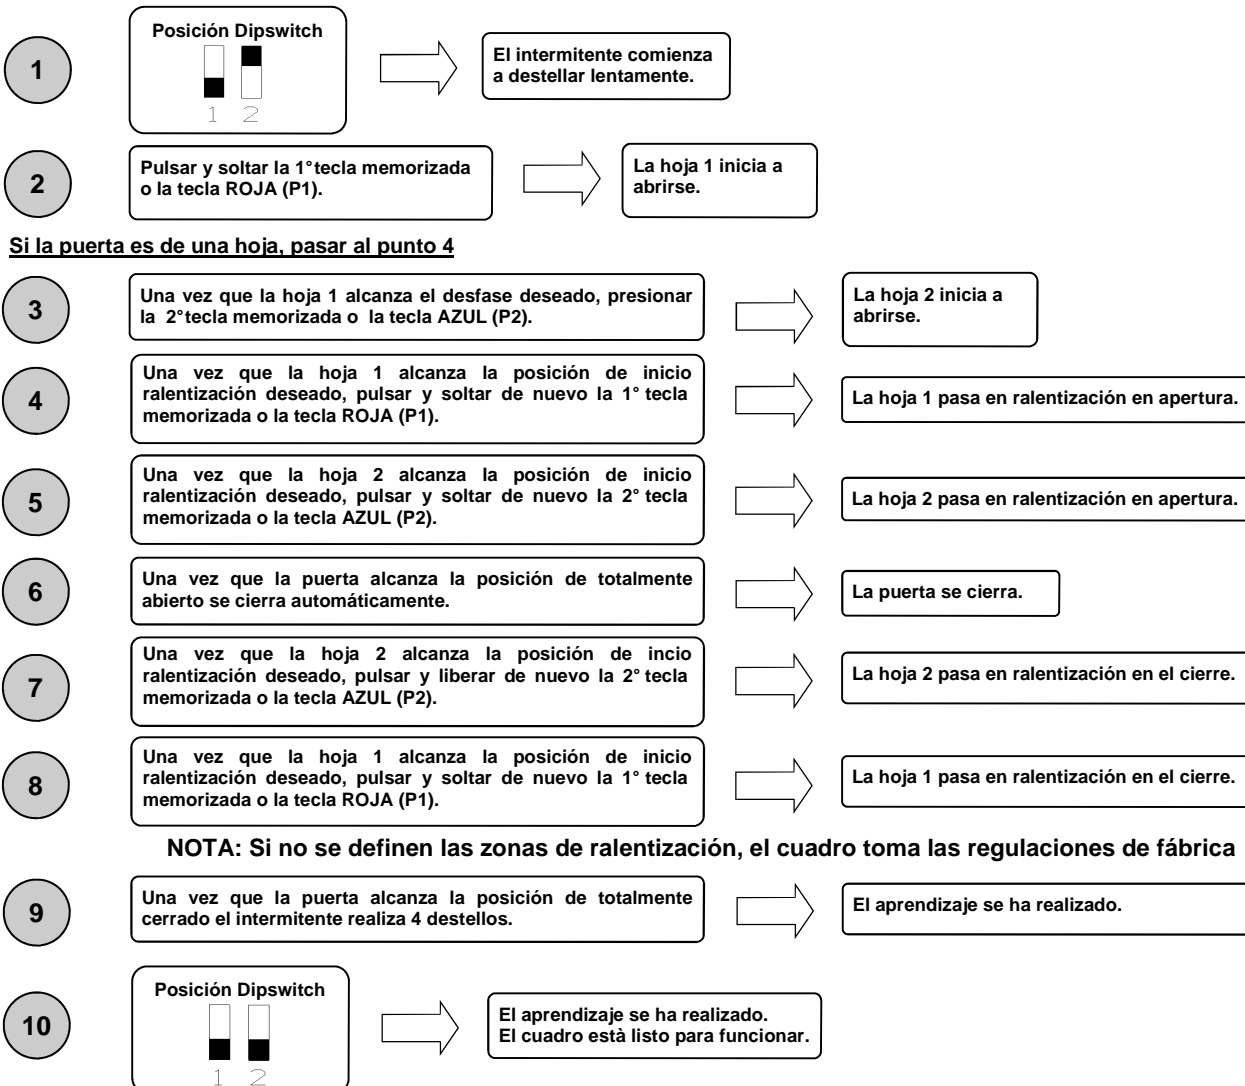 1
Posición Dipswitch
1 2
El intermitente comienza
a destellar lentamente.
2
Pulsar y soltar la 1° tecla memorizada
o la tecla ROJA (P1).
La hoja 1 inicia a
abrirse.
Si la puerta es de una hoja, pasar al punto 4
3
Una vez que la hoja 1 alcanza el desfase deseado, presionar
la 2° tecla memorizada o la tecla AZUL (P2).
La hoja 2 inicia a
abrirse.
4
Una vez que la hoja 1 alcanza la posición de inicio
ralentización deseado, pulsar y soltar de nuevo la 1° tecla
memorizada o la tecla ROJA (P1).
La hoja 1 pasa en ralentización en apertura.
5
Una vez que la hoja 2 alcanza la posición de inicio
ralentización deseado, pulsar y soltar de nuevo la 2° tecla
memorizada o la tecla AZUL (P2).
La hoja 2 pasa en ralentización en apertura.
6
Una vez que la puerta alcanza la posición de totalmente
abierto se cierra automáticamente.
La puerta se cierra.
7
Una vez que la hoja 2 alcanza la posición de incio
ralentización deseado, pulsar y liberar de nuevo la 2° tecla
memorizada o la tecla AZUL (P2).
La hoja 2 pasa en ralentización en el cierre.
8
Una vez que la hoja 1 alcanza la posición de inicio
ralentización deseado, pulsar y soltar de nuevo la 1° tecla
memorizada o la tecla ROJA (P1).
La hoja 1 pasa en ralentización en el cierre.
NOTA: Si no se definen las zonas de ralentización, el cuadro toma las regulaciones de fábrica
9
Una vez que la puerta alcanza la posición de totalmente
cerrado el intermitente realiza 4 destellos.
El aprendizaje se ha realizado.
10
Posición Dipswitch
1 2
El aprendizaje se ha realizado.
El cuadro està listo para funcionar.